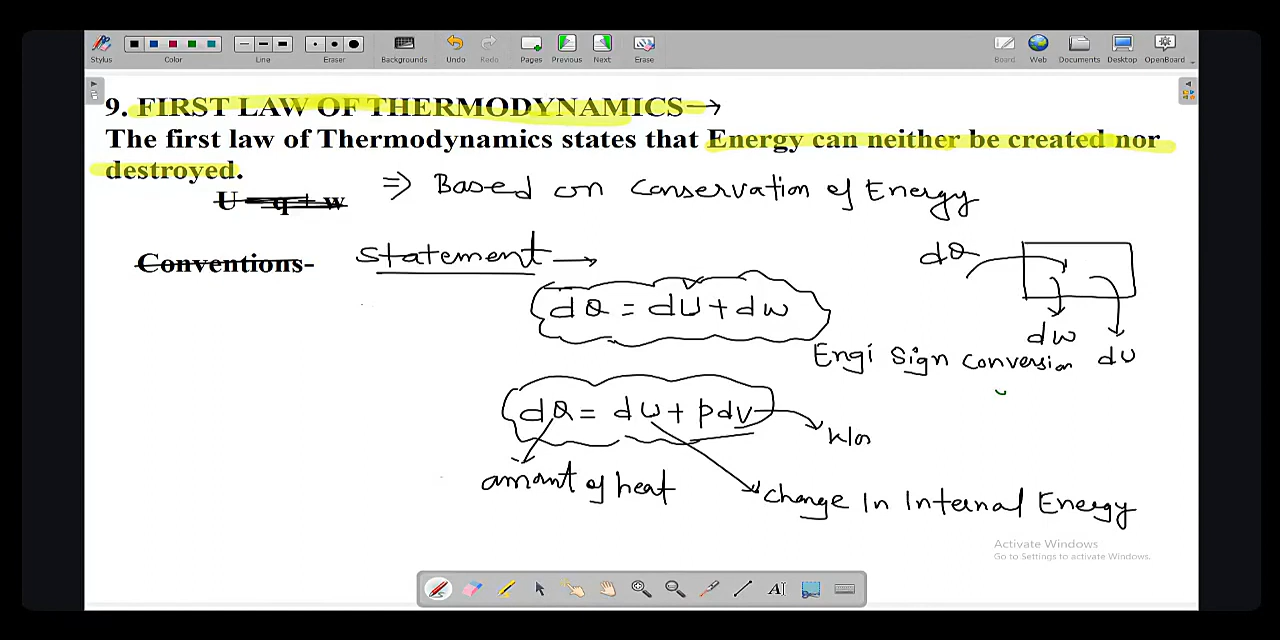 Stylus Color Line Eraser Backgrounds Undo Redo Pages Previous Next Erase Board Web Documents Desktop OpenBoard
9. FIRST LAW OF THERMODYNAMICS→
The first law of Thermodynamics states that Energy can neither be created nor
destroyed.
U = q + w
⇒ Based on Conservation of Energy
Conventions-
Statement →
dQ
dQ = dU + dw
dw
dU
Engi Sign Conversion
dQ = du + pdv
amount of heat
change In Internal Energy
Activate Windows
Go to Settings to activate Windows.